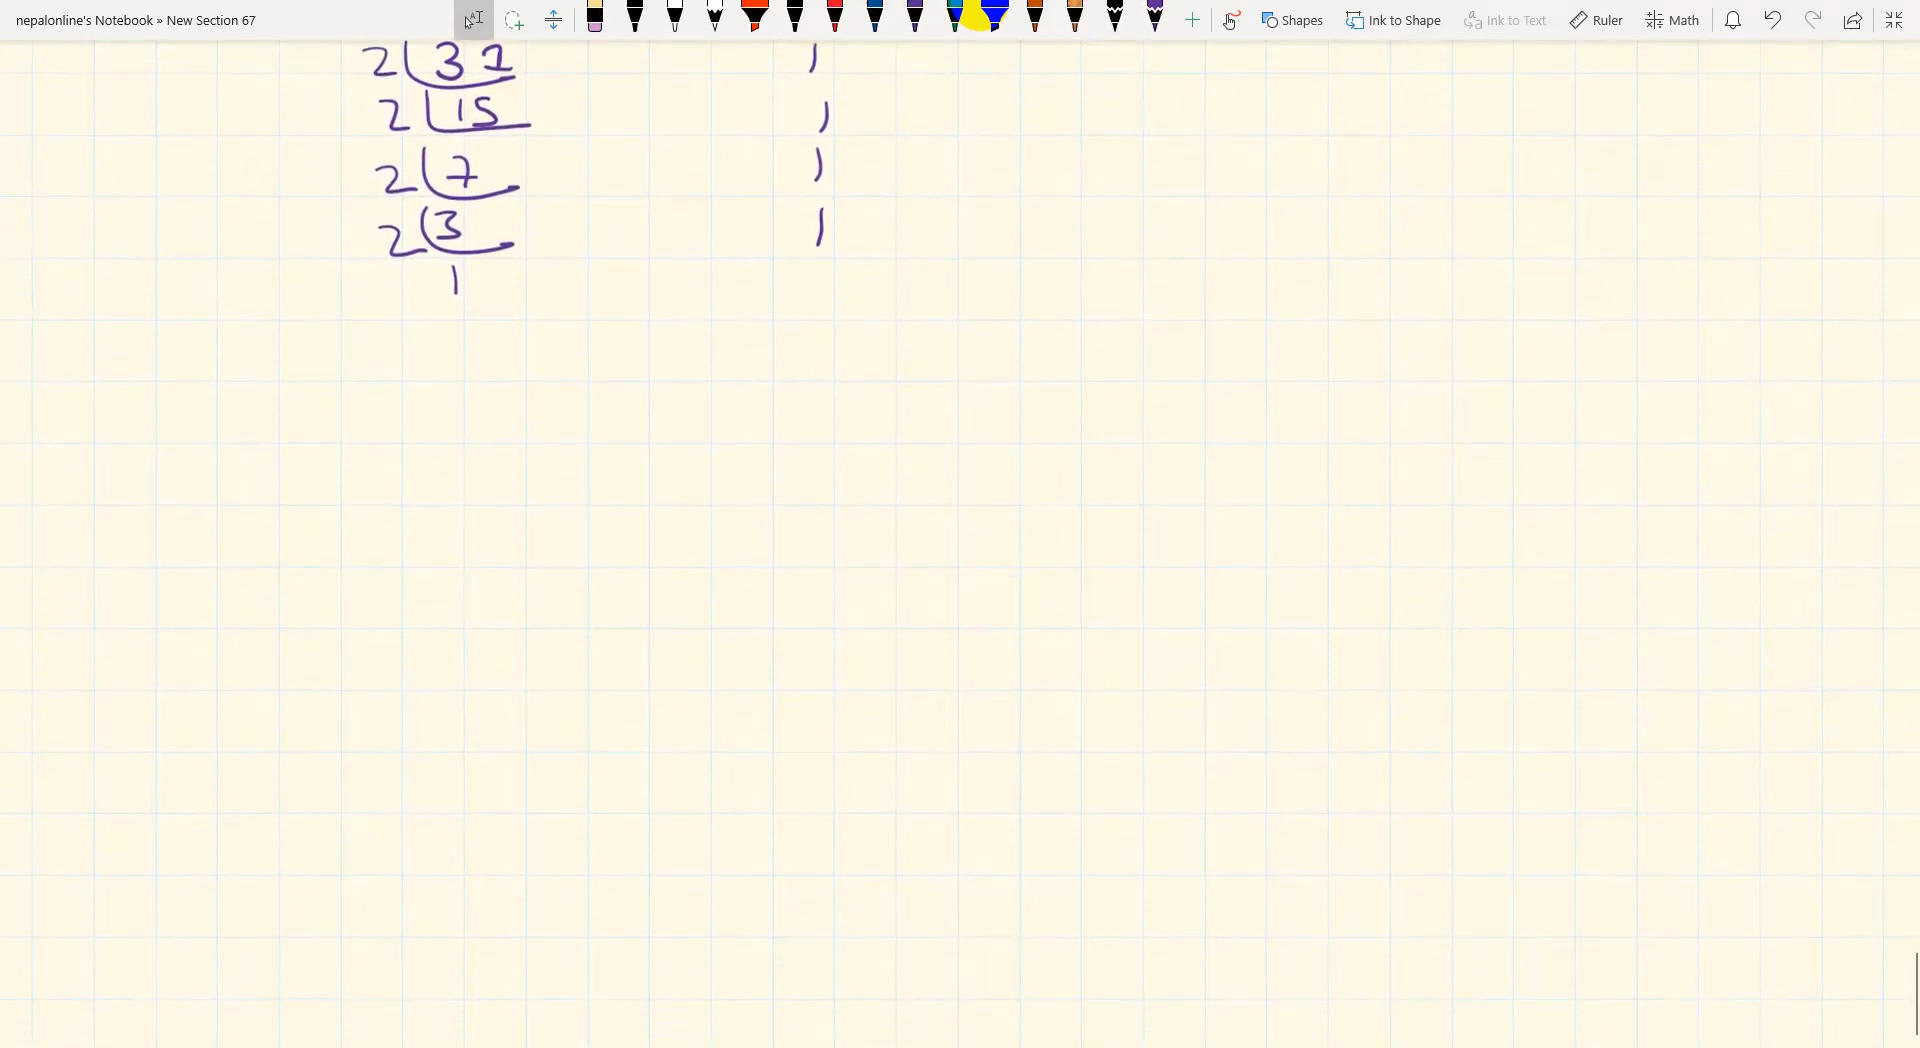 nepalonline's Notebook » New Section 67
Shapes
Ink to Shape
Ink to Text
Ruler
Math
2 31 1
2 15 1
2 7 1
2 3 1
1